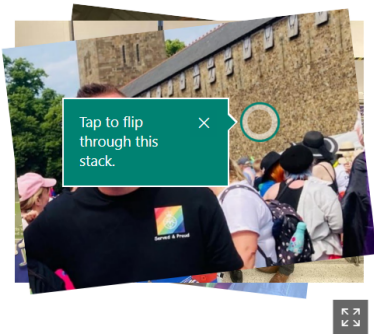 Tap to flip
through this
stack.
Served & Proud